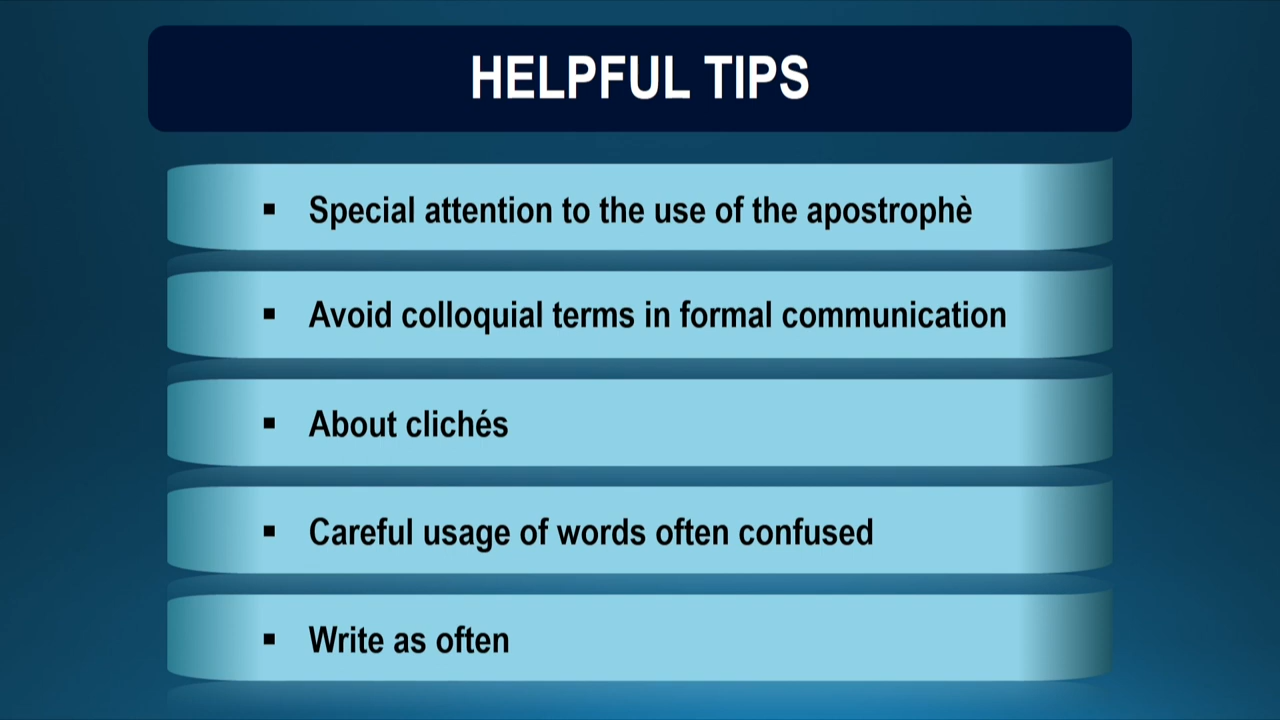 HELPFUL TIPS
▪ Special attention to the use of the apostrophè
▪ Avoid colloquial terms in formal communication
▪ About clichés
▪ Careful usage of words often confused
▪ Write as often